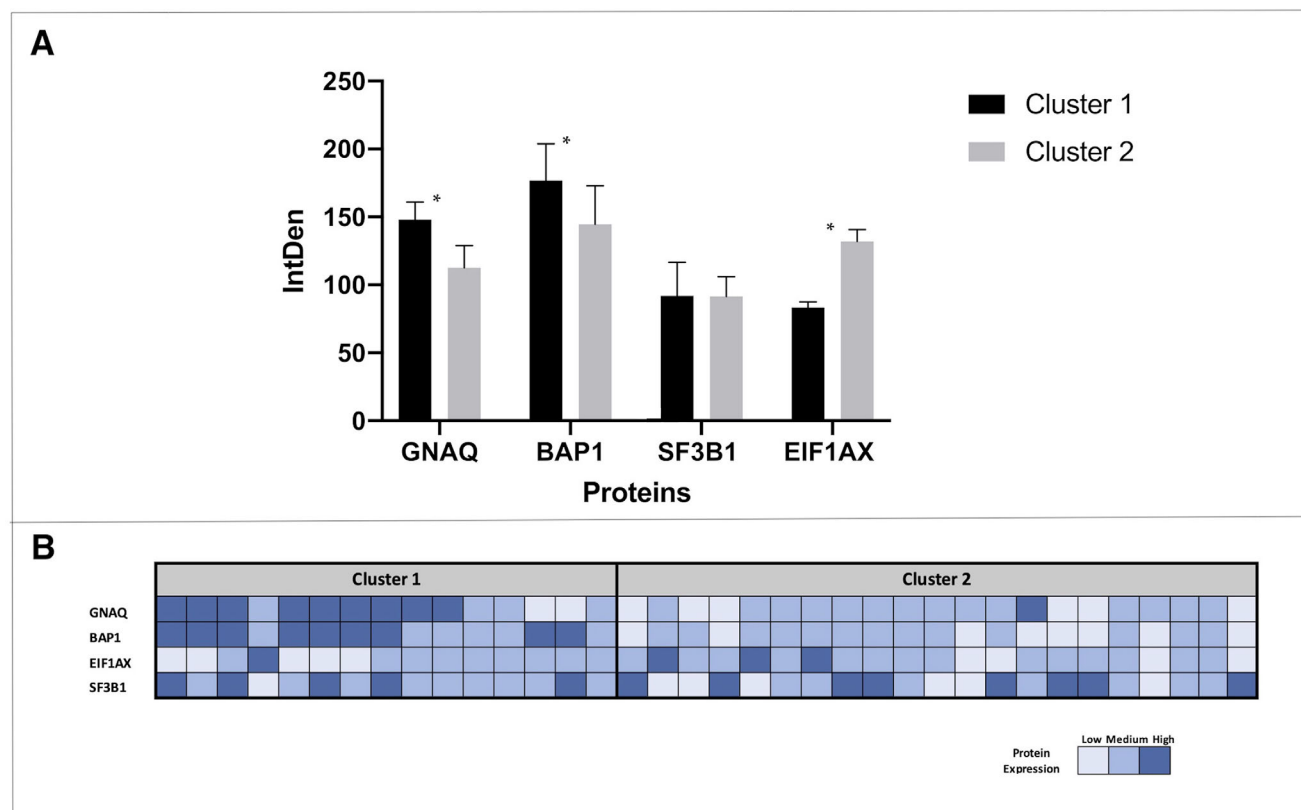 A
250
200
150
100
50
0
IntDen
*
*
*
GNAQ BAP1 SF3B1 EIF1AX
Proteins
Cluster 1
Cluster 2
B
Cluster 1 Cluster 2
GNAQ
BAP1
EIF1AX
SF3B1
Low Medium High
Protein
Expression